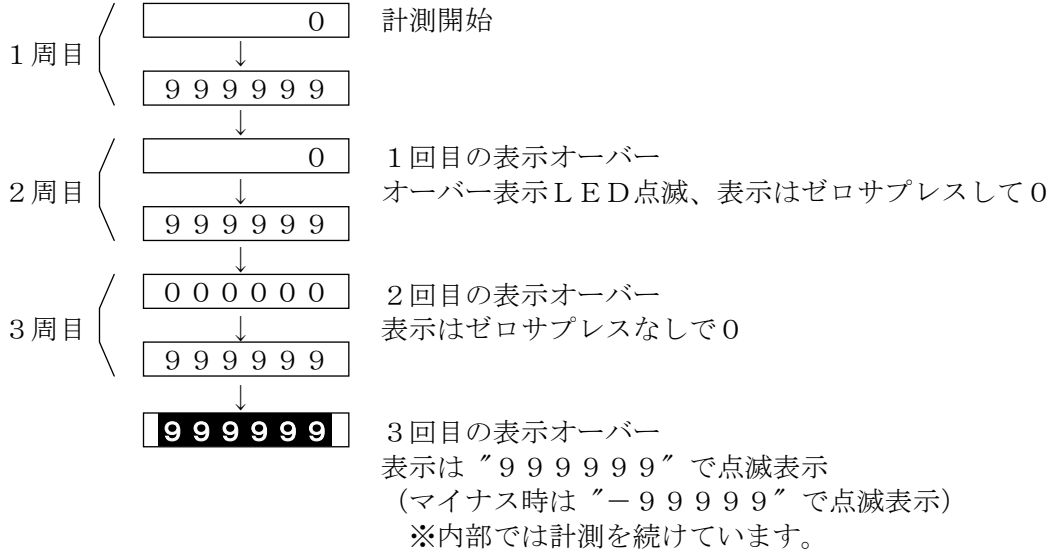 ０　計測開始
１周目
↓
９９９９９９
↓
０　１回目の表示オーバー
２周目　↓　オーバー表示ＬＥＤ点滅、表示はゼロサプレスして０
９９９９９９
↓
００００００　２回目の表示オーバー
３周目　↓　表示はゼロサプレスなしで０
９９９９９９
↓
９９９９９９　３回目の表示オーバー
表示は〃９９９９９９〃で点滅表示
（マイナス時は〃－９９９９９〃で点滅表示）
※内部では計測を続けています。